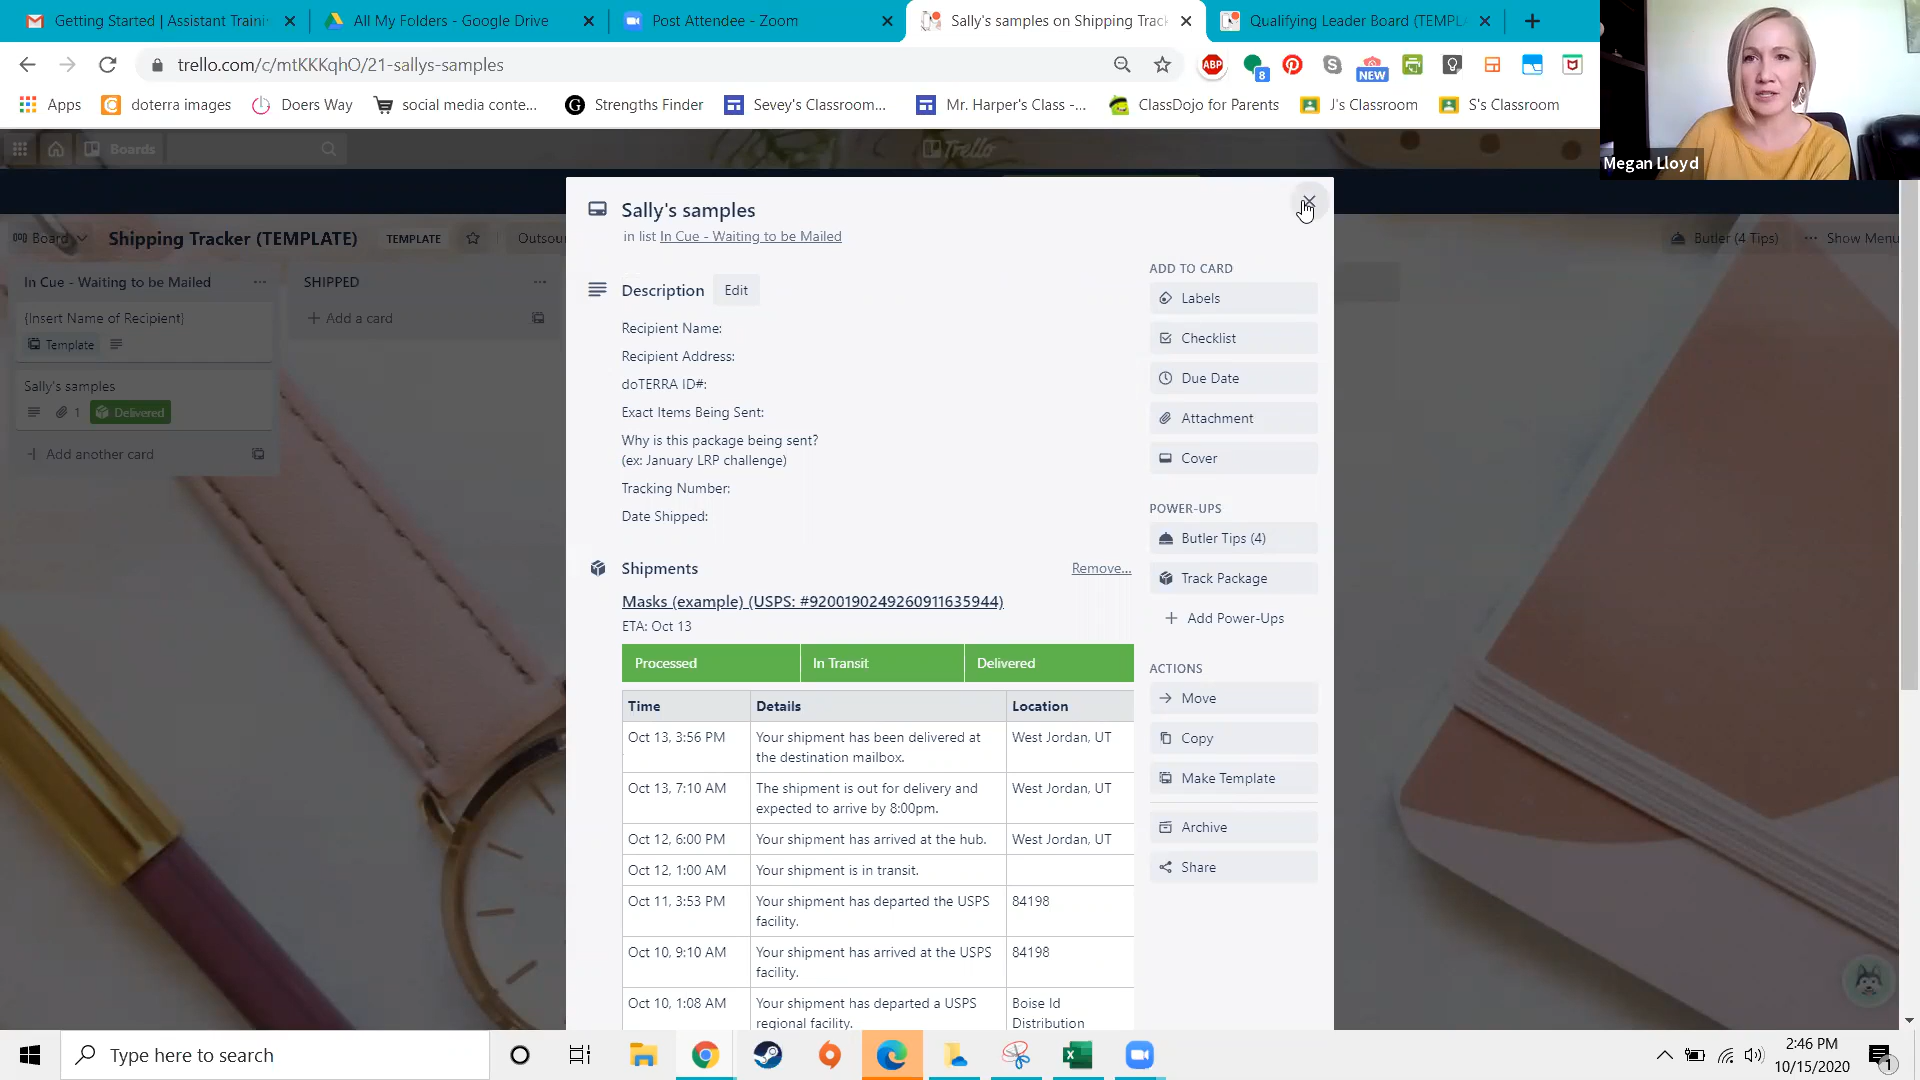 Getting Started | Assistant Traini
All My Folders - Google Drive
Post Attendee - Zoom
Sally's samples on Shipping Track
Qualifying Leader Board (TEMPL
trello.com/c/mtKKKqhO/21-sallys-samples
ABP
8
NEW
Apps
doterra images
Doers Way
social media conte...
Strengths Finder
Sevey's Classroom...
Mr. Harper's Class -...
ClassDojo for Parents
J's Classroom
S's Classroom
Megan Lloyd
Boards
Trello
Board
Shipping Tracker (TEMPLATE)
TEMPLATE
Outsou
Butler (4 Tips)
Show Menu
In Cue - Waiting to be Mailed
SHIPPED
{Insert Name of Recipient}
Template
Add a card
Sally's samples
1
Delivered
Add another card
Sally's samples
in list In Cue - Waiting to be Mailed
Description
Edit
Recipient Name:
Recipient Address:
doTERRA ID#:
Exact Items Being Sent:
Why is this package being sent?
(ex: January LRP challenge)
Tracking Number:
Date Shipped:
Shipments
Remove...
Masks (example) (USPS: #9200190249260911635944)
ETA: Oct 13
Processed
In Transit
Delivered
Time
Details
Location
Oct 13, 3:56 PM
Your shipment has been delivered at
the destination mailbox.
West Jordan, UT
Oct 13, 7:10 AM
The shipment is out for delivery and
expected to arrive by 8:00pm.
West Jordan, UT
Oct 12, 6:00 PM
Your shipment has arrived at the hub.
West Jordan, UT
Oct 12, 1:00 AM
Your shipment is in transit.
Oct 11, 3:53 PM
Your shipment has departed the USPS
facility.
84198
Oct 10, 9:10 AM
Your shipment has arrived at the USPS
facility.
84198
Oct 10, 1:08 AM
Your shipment has departed a USPS
regional facility.
Boise Id
Distribution
ADD TO CARD
Labels
Checklist
Due Date
Attachment
Cover
POWER-UPS
Butler Tips (4)
Track Package
Add Power-Ups
ACTIONS
Move
Copy
Make Template
Archive
Share
Type here to search
2:46 PM
10/15/2020
1